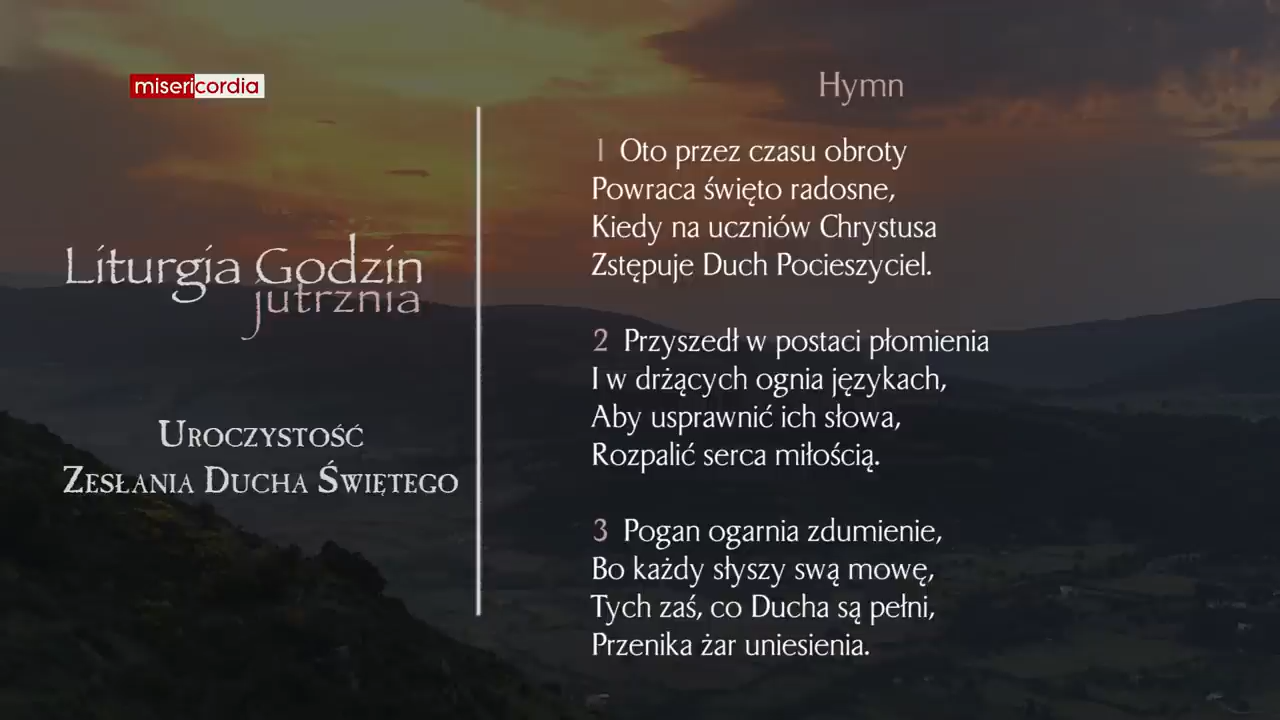 misericordia
Liturgia Godzin
jutrznia
Uroczystość
Zesłania Ducha Świętego
Hymn
1 Oto przez czasu obroty
Powraca święto radosne,
Kiedy na uczniów Chrystusa
Zstępuje Duch Pocieszyciel.
2 Przyszedł w postaci płomienia
I w drżących ognia językach,
Aby usprawnić ich słowa,
Rozpalić serca miłością.
3 Pogan ogarnia zdumienie,
Bo każdy słyszy swą mowę,
Tych zaś, co Ducha są pełni,
Przenika żar uniesienia.